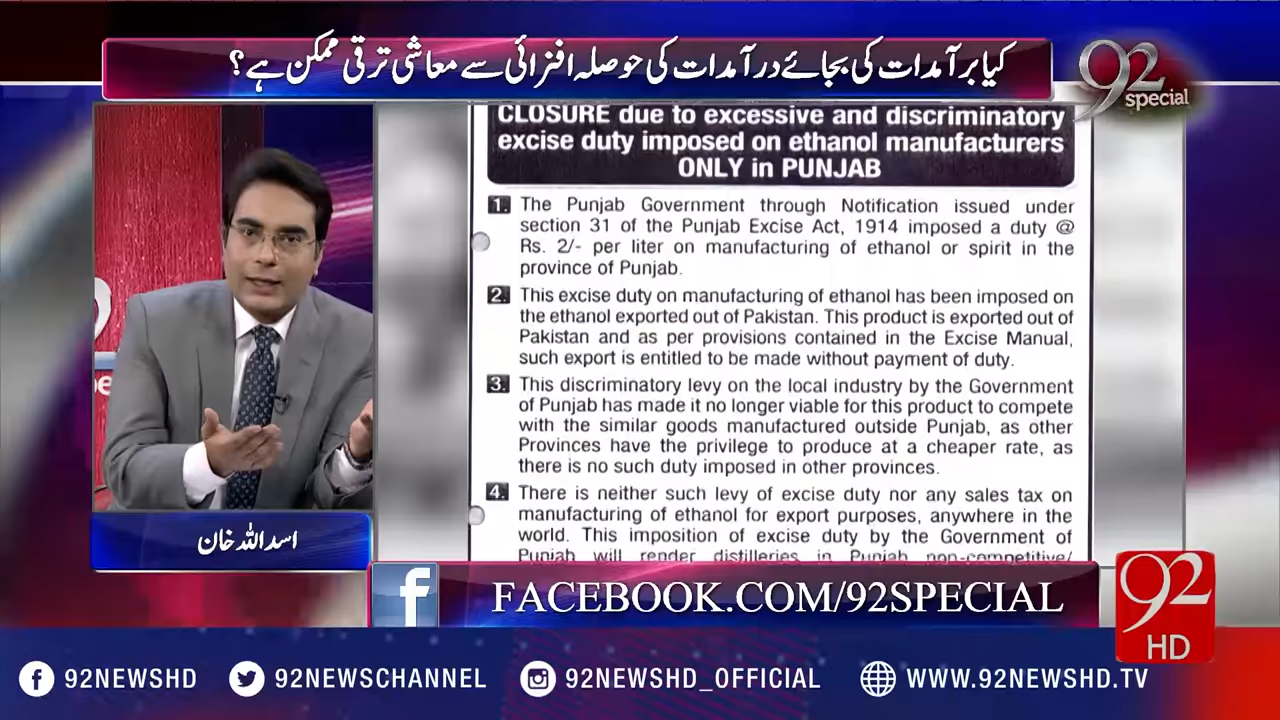 کیا برآمدات کی بجائے درآمدات کی حوصلہ افزائی سے معاشی ترقی ممکن ہے؟
92 special
CLOSURE due to excessive and discriminatory
excise duty imposed on ethanol manufacturers
ONLY in PUNJAB
1. The Punjab Government through Notification issued under
section 31 of the Punjab Excise Act, 1914 imposed a duty @
Rs. 2/- per liter on manufacturing of ethanol or spirit in the
province of Punjab.
2. This excise duty on manufacturing of ethanol has been imposed on
the ethanol exported out of Pakistan. This product is exported out of
Pakistan and as per provisions contained in the Excise Manual,
such export is entitled to be made without payment of duty.
3. This discriminatory levy on the local industry by the Government
of Punjab has made it no longer viable for this product to compete
with the similar goods manufactured outside Punjab, as other
Provinces have the privilege to produce at a cheaper rate, as
there is no such duty imposed in other provinces.
4. There is neither such levy of excise duty nor any sales tax on
manufacturing of ethanol for export purposes, anywhere in the
world. This imposition of excise duty by the Government of
Punjab will render distilleries in Punjab non-competitive/
اسد اللہ خان
FACEBOOK.COM/92SPECIAL
92 HD
92NEWSHD
92NEWSCHANNEL
92NEWSHD_OFFICIAL
WWW.92NEWSHD.TV